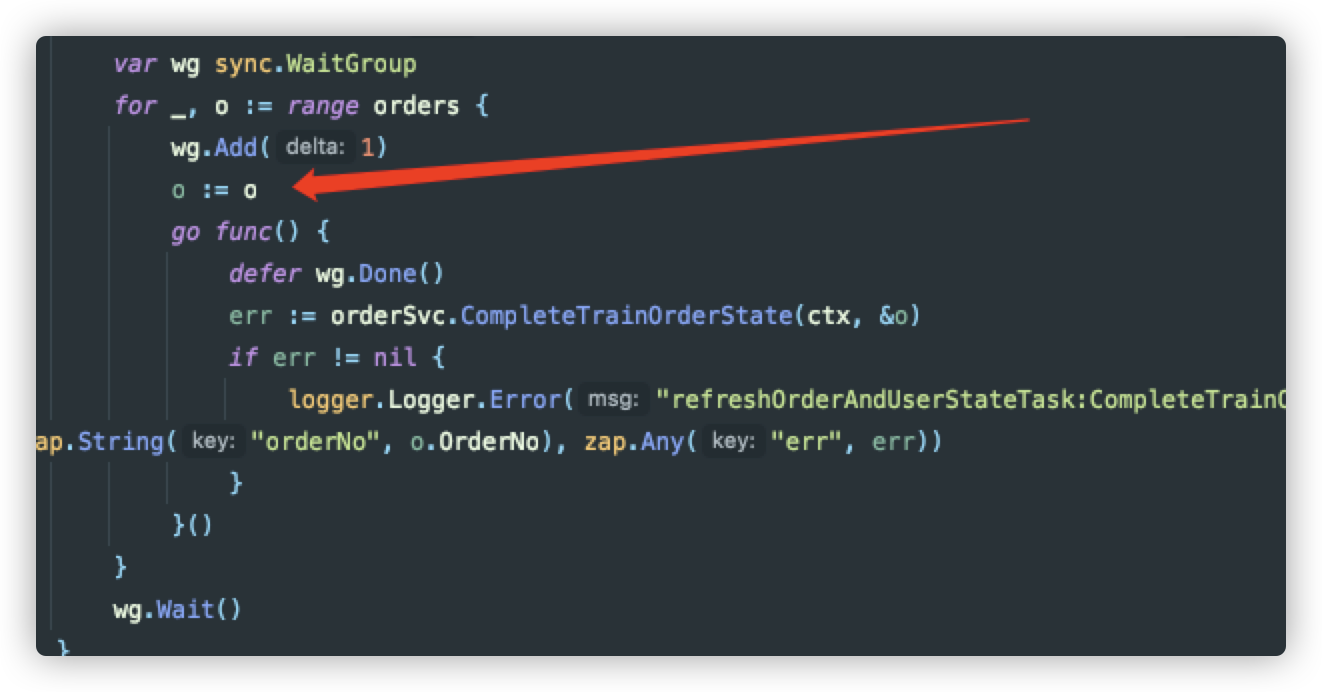 var wg sync.WaitGroup
for _, o := range orders {
wg.Add( delta: 1)
o := o
go func() {
defer wg.Done()
err := orderSvc.CompleteTrainOrderState(ctx, &o)
if err != nil {
logger.Logger.Error( msg: "refreshOrderAndUserStateTask:CompleteTrainO
ap.String( key: "orderNo", o.OrderNo), zap.Any( key: "err", err))
}
}()
}
wg.Wait()
}